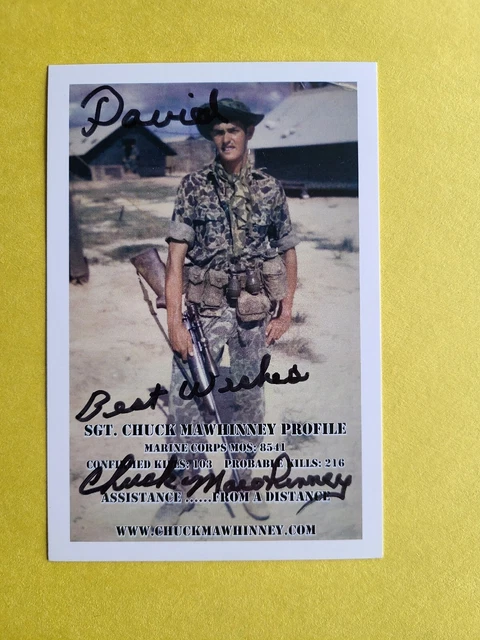 David
Best Wishes
SGT. CHUCK MAWHINNEY PROFILE
MARINE CORPS MOS: 8541
CONFIRMED KILLS: 103 PROBABLE KILLS: 216
Chuck Mawhinney
ASSISTANCE ......FROM A DISTANCE
WWW.CHUCKMAWHINNEY.COM